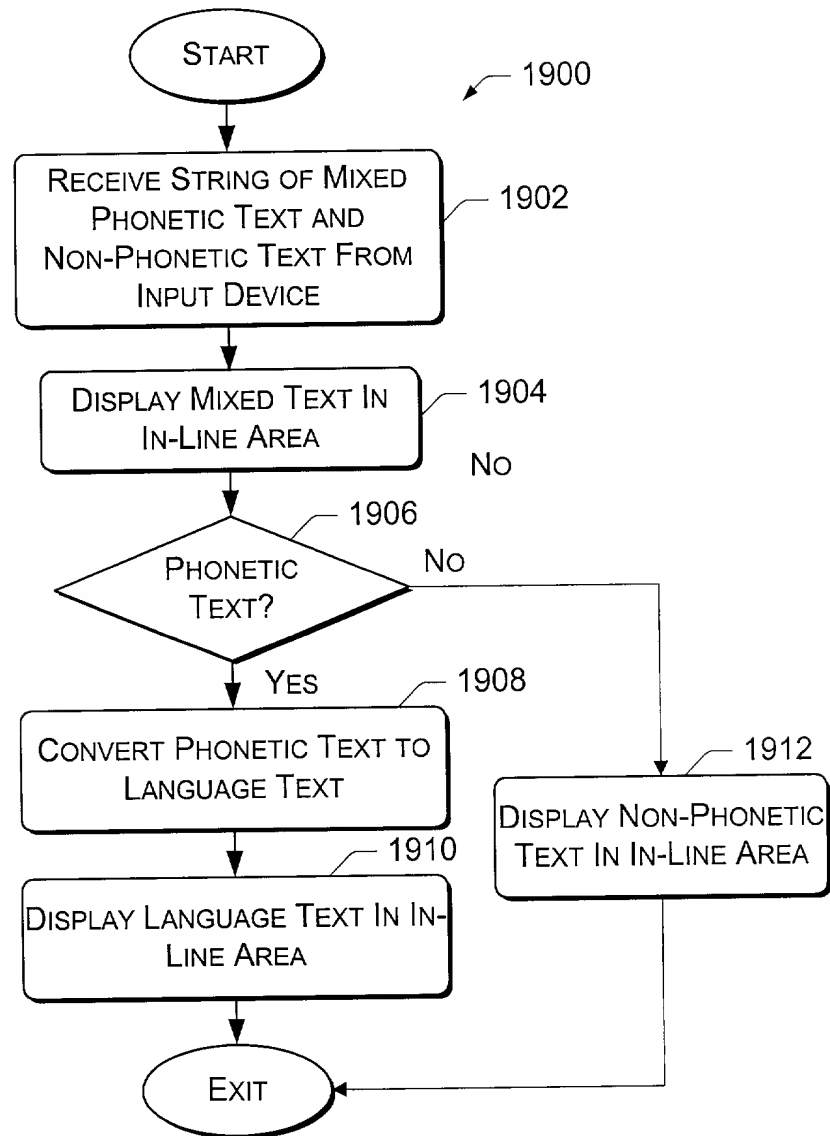 START
1900
RECEIVE STRING OF MIXED
PHONETIC TEXT AND
NON-PHONETIC TEXT FROM
INPUT DEVICE
1902
DISPLAY MIXED TEXT IN
IN-LINE AREA
1904
NO
1906
PHONETIC
TEXT?
NO
YES
1908
CONVERT PHONETIC TEXT TO
LANGUAGE TEXT
1912
DISPLAY NON-PHONETIC
TEXT IN IN-LINE AREA
1910
DISPLAY LANGUAGE TEXT IN IN-
LINE AREA
EXIT